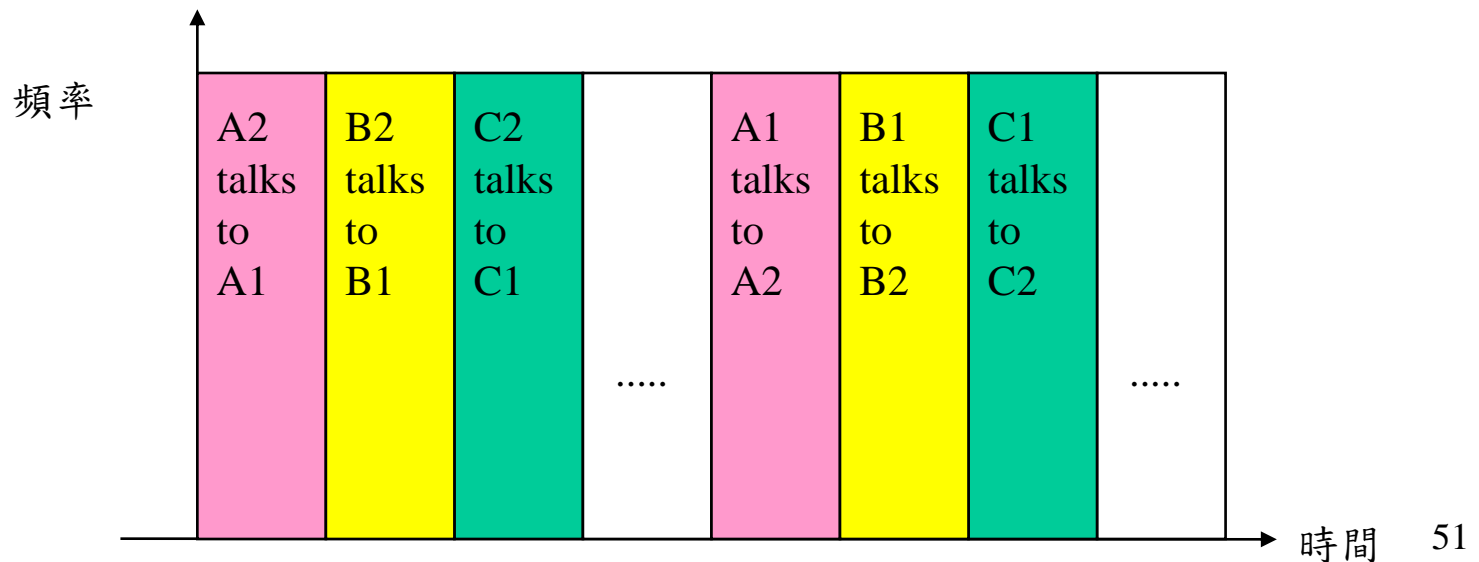 頻率
A2
talks
to
A1
B2
talks
to
B1
C2
talks
to
C1
.....
A1
talks
to
A2
B1
talks
to
B2
C1
talks
to
C2
.....
時間
51